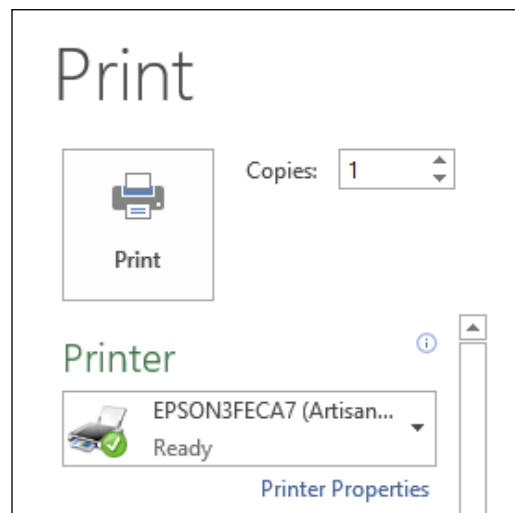 Print
Copies: 1
Print
Printer
EPSON3FECA7 (Artisan...
Ready
Printer Properties